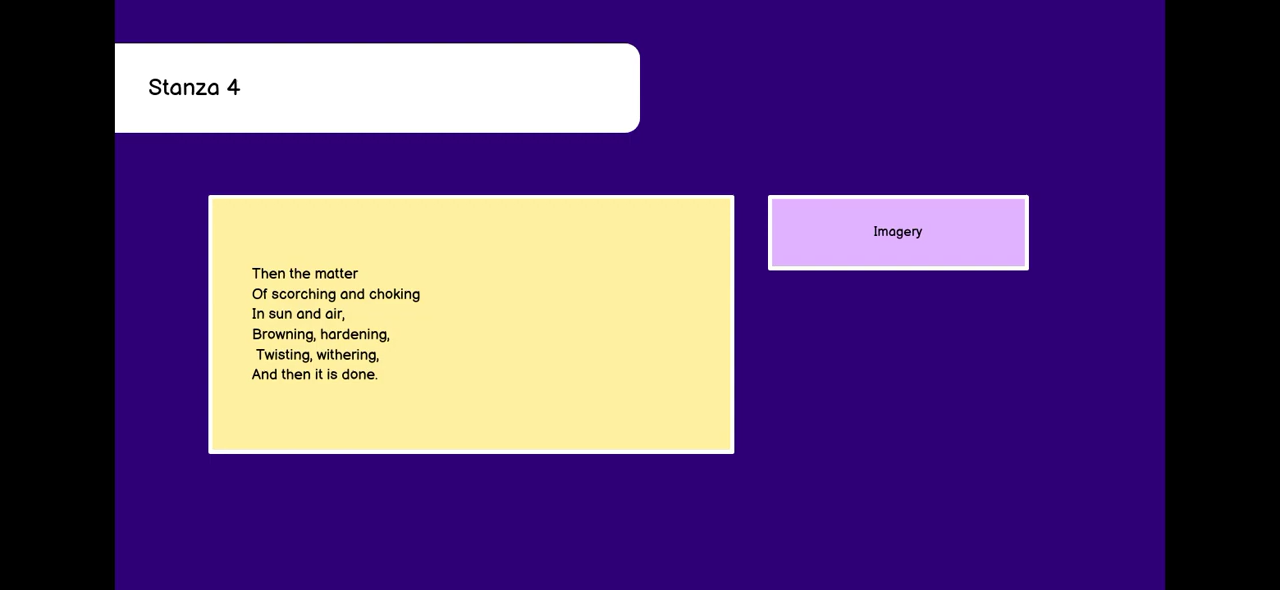 Stanza 4
Then the matter
Of scorching and choking
In sun and air,
Browning, hardening,
Twisting, withering,
And then it is done.
Imagery